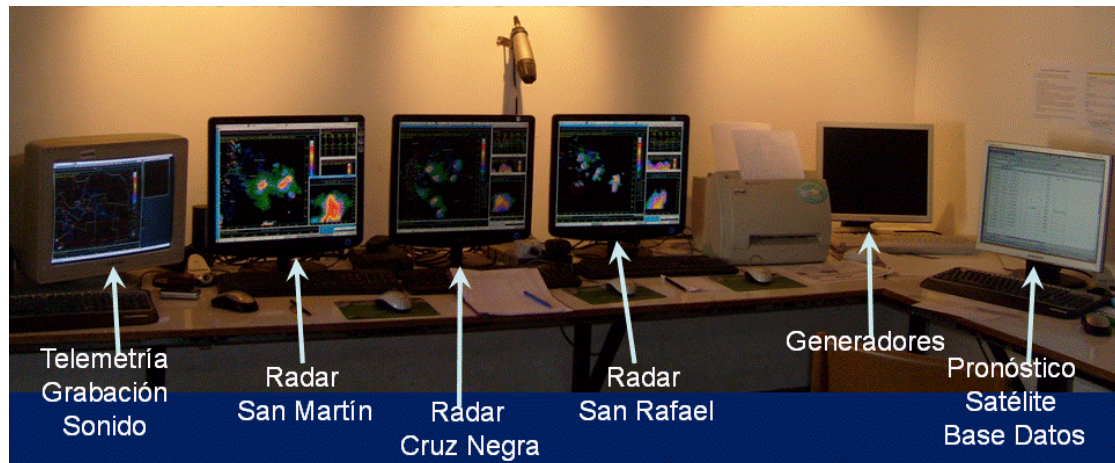 Telemetría
Grabación
Sonido
Radar
San Martín
Radar
Cruz Negra
Radar
San Rafael
Generadores
Pronóstico
Satélite
Base Datos